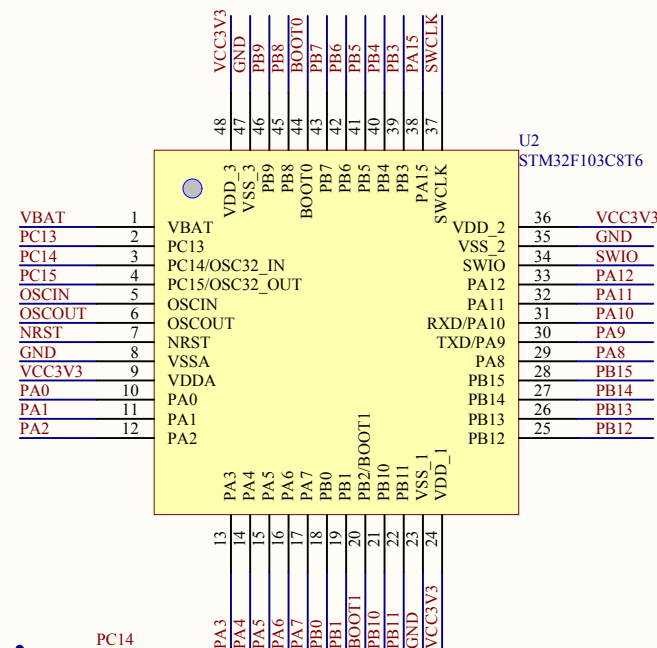 VCC3V3
GND
PB9
PB8
BOOT0
PB7
PB6
PB5
PB4
PB3
PA15
SWCLK
48
47
46
45
44
43
42
41
40
39
38
37
U2
STM32F103C8T6
VDD_3
VSS_3
PB9
PB8
BOOT0
PB7
PB6
PB5
PB4
PB3
PA15
SWCLK
VBAT 1 VBAT
PC13 2 PC13
PC14 3 PC14/OSC32_IN
PC15 4 PC15/OSC32_OUT
OSCIN 5 OSCIN
OSCOUT 6 OSCOUT
NRST 7 NRST
GND 8 VSSA
VCC3V3 9 VDDA
PA0 10 PA0
PA1 11 PA1
PA2 12 PA2
VDD_2 36 VCC3V3
VSS_2 35 GND
SWIO 34 SWIO
PA12 33 PA12
PA11 32 PA11
RXD/PA10 31 PA10
TXD/PA9 30 PA9
PA8 29 PA8
PB15 28 PB15
PB14 27 PB14
PB13 26 PB13
PB12 25 PB12
PA3
PA4
PA5
PA6
PA7
PB0
PB1
PB2/BOOT1
PB10
PB11
VSS_1
VDD_1
13
14
15
16
17
18
19
20
21
22
23
24
PA3
PA4
PA5
PA6
PA7
PB0
PB1
BOOT1
PB10
PB11
GND
VCC3V3
PC14